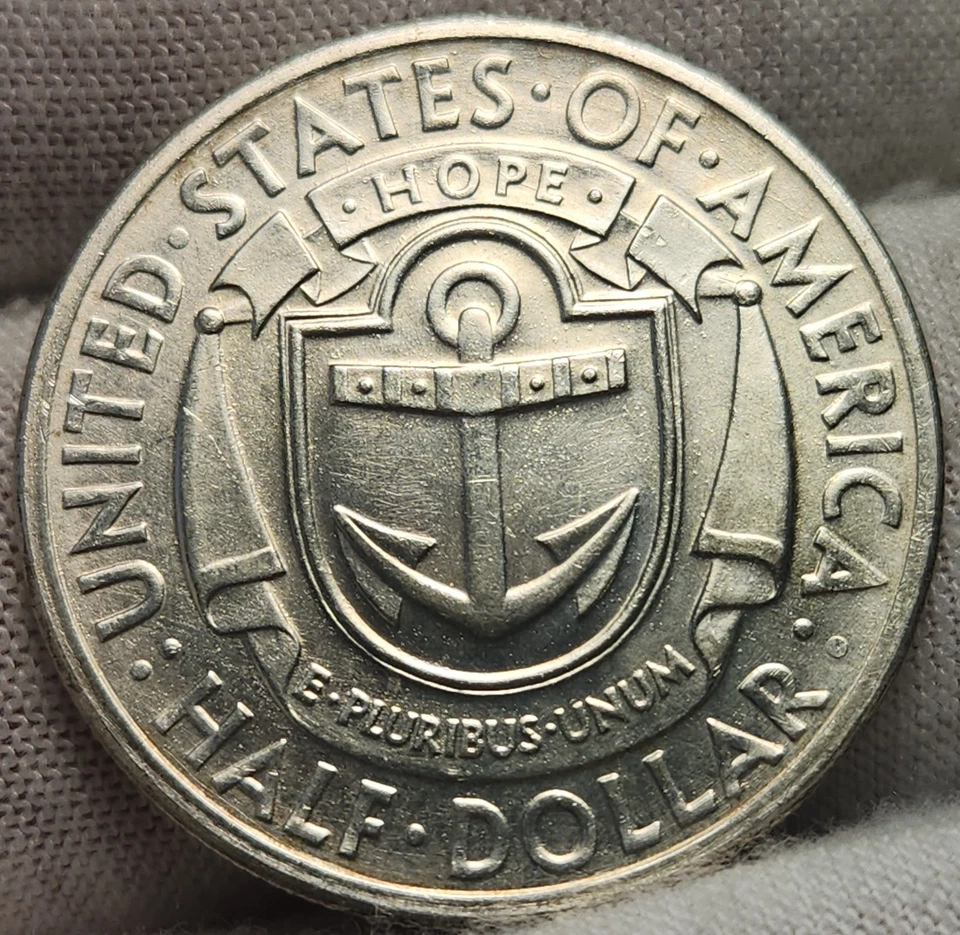 ·UNITED·STATES·OF·AMERICA·
·HOPE·
E·PLURIBUS·UNUM
HALF·DOLLAR